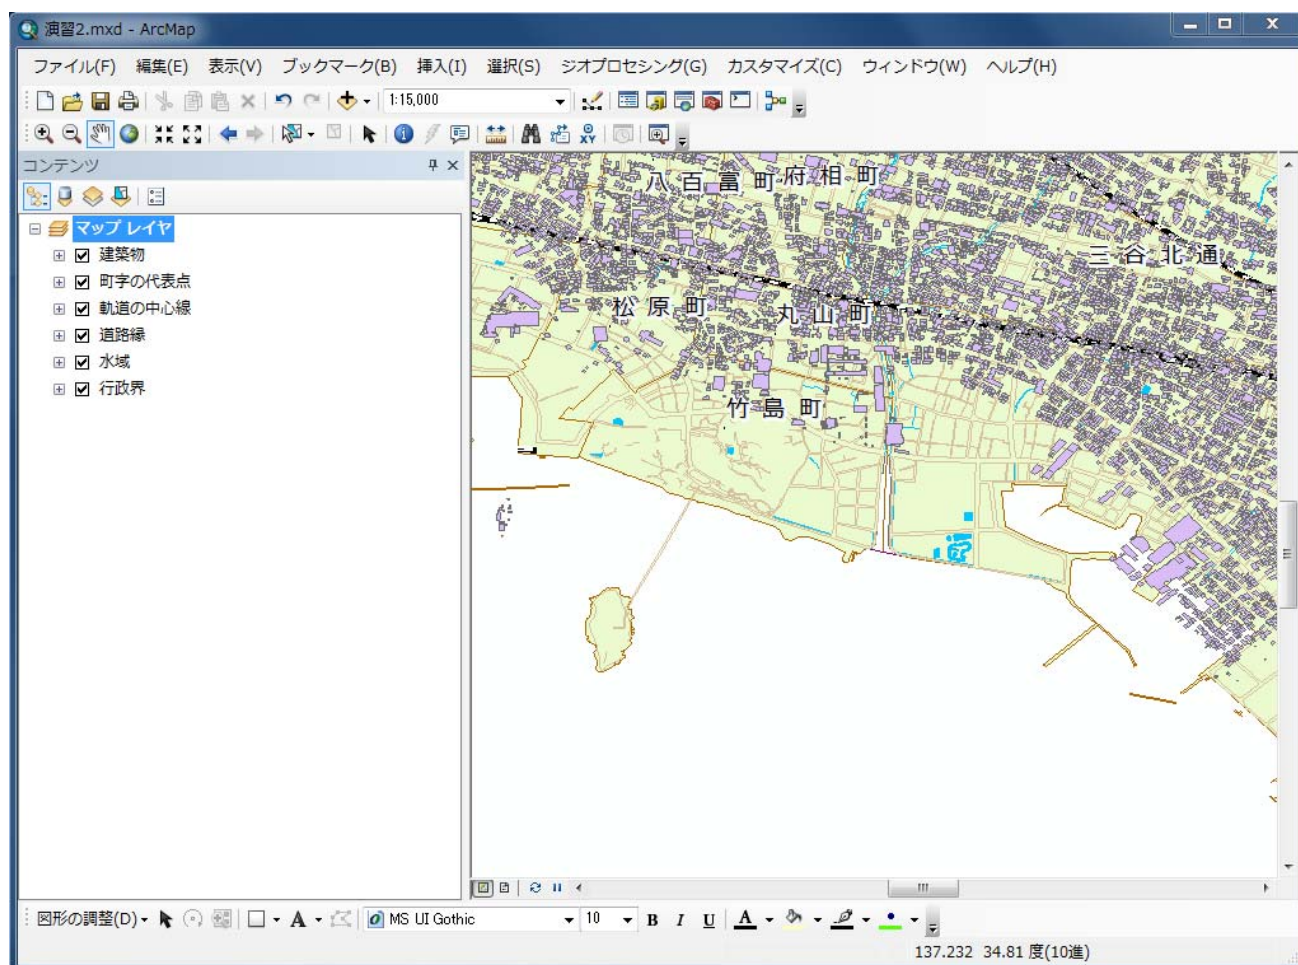 演習2.mxd - ArcMap
ファイル(F) 編集(E) 表示(V) ブックマーク(B) 挿入(I) 選択(S) ジオプロセシング(G) カスタマイズ(C) ウィンドウ(W) ヘルプ(H)
1:15,000
コンテンツ
マップ レイヤ
建築物
町字の代表点
軌道の中心線
道路縁
水域
行政界
八百富町
府相町
三谷北通
松原町
丸山町
竹島町
図形の調整(D)
A
MS UI Gothic
10
B I U A
137.232 34.81 度(10進)